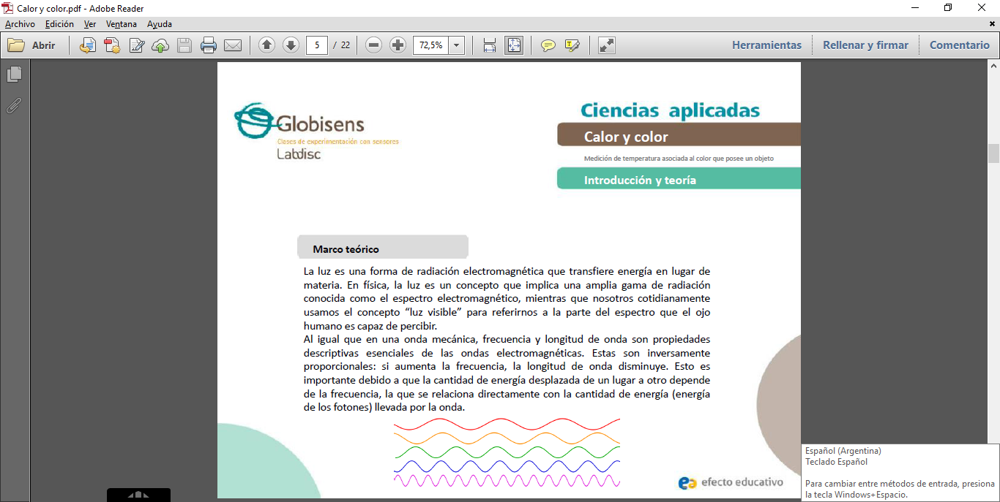 Calor y color.pdf - Adobe Reader
Archivo Edición Ver Ventana Ayuda
Abrir 5 / 22 72,5% Herramientas Rellenar y firmar Comentario
Globisens
Clases de experimentación con sensores
Labdisc
Ciencias aplicadas
Calor y color
Medición de temperatura asociada al color que posee un objeto
Introducción y teoría
Marco teórico
La luz es una forma de radiación electromagnética que transfiere energía en lugar de
materia. En física, la luz es un concepto que implica una amplia gama de radiación
conocida como el espectro electromagnético, mientras que nosotros cotidianamente
usamos el concepto “luz visible” para referirnos a la parte del espectro que el ojo
humano es capaz de percibir.
Al igual que en una onda mecánica, frecuencia y longitud de onda son propiedades
descriptivas esenciales de las ondas electromagnéticas. Estas son inversamente
proporcionales: si aumenta la frecuencia, la longitud de onda disminuye. Esto es
importante debido a que la cantidad de energía desplazada de un lugar a otro depende
de la frecuencia, la que se relaciona directamente con la cantidad de energía (energía
de los fotones) llevada por la onda.
efecto educativo
Español (Argentina)
Teclado Español
Para cambiar entre métodos de entrada, presiona
la tecla Windows+Espacio.